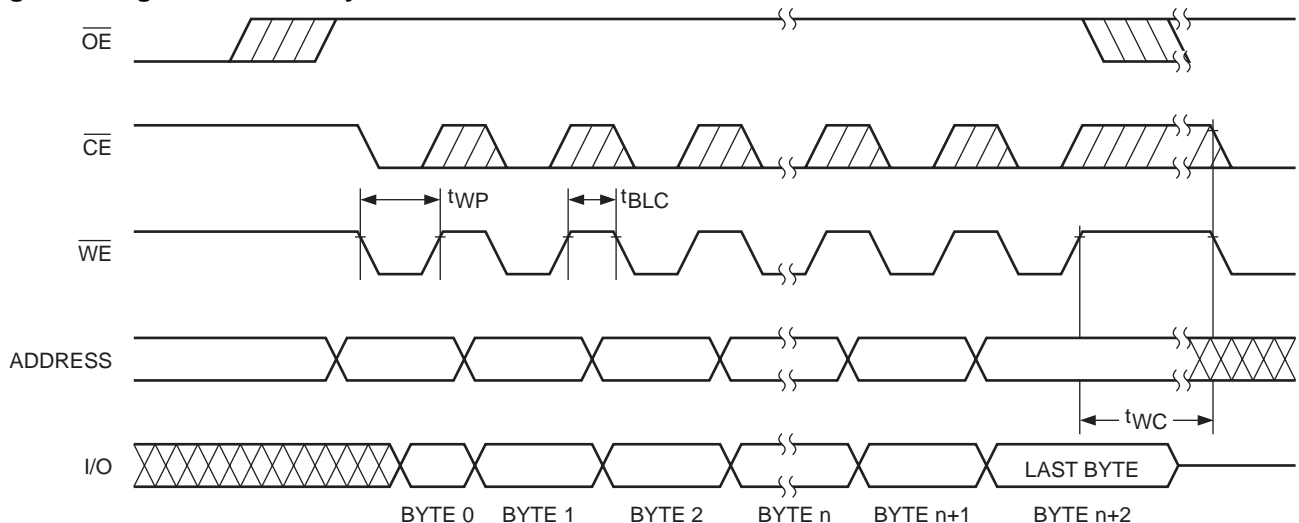 OE
CE
tWP
tBLC
WE
ADDRESS
tWC
I/O
LAST BYTE
BYTE 0 BYTE 1 BYTE 2 BYTE n BYTE n+1 BYTE n+2